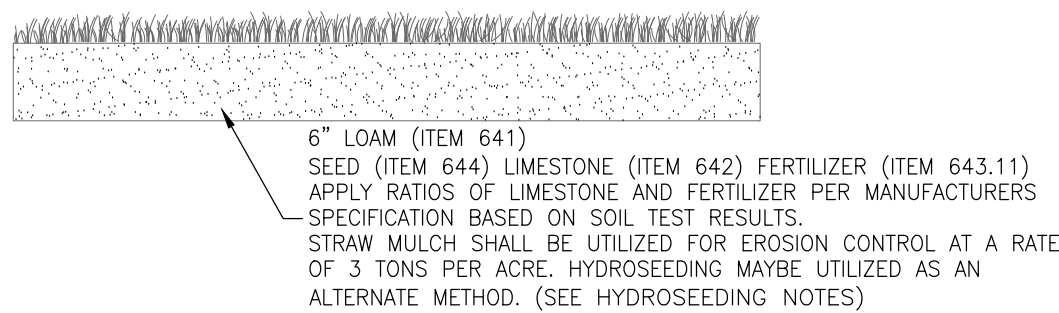 6” LOAM (ITEM 641)
SEED (ITEM 644) LIMESTONE (ITEM 642) FERTILIZER (ITEM 643.11)
APPLY RATIOS OF LIMESTONE AND FERTILIZER PER MANUFACTURERS
SPECIFICATION BASED ON SOIL TEST RESULTS.
STRAW MULCH SHALL BE UTILIZED FOR EROSION CONTROL AT A RATE
OF 3 TONS PER ACRE. HYDROSEEDING MAYBE UTILIZED AS AN
ALTERNATE METHOD. (SEE HYDROSEEDING NOTES)